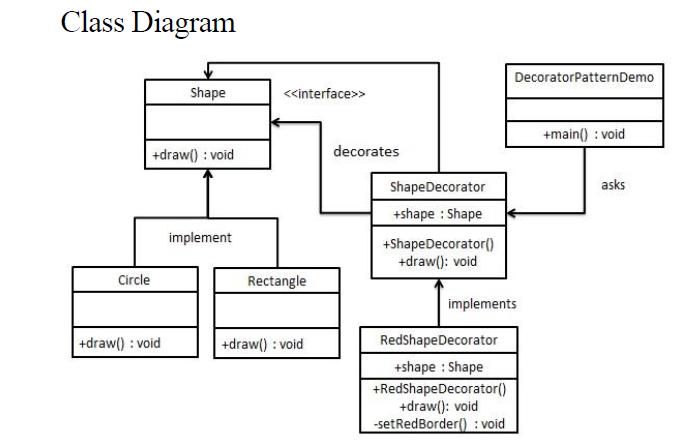 Class Diagram
Shape
<<interface>>
+draw() : void
DecoratorPatternDemo
+main() : void
decorates
asks
ShapeDecorator
+shape : Shape
+ShapeDecorator()
+draw(): void
implement
Circle
+draw() : void
Rectangle
+draw() : void
implements
RedShapeDecorator
+shape : Shape
+RedShapeDecorator()
+draw(): void
-setRedBorder() : void